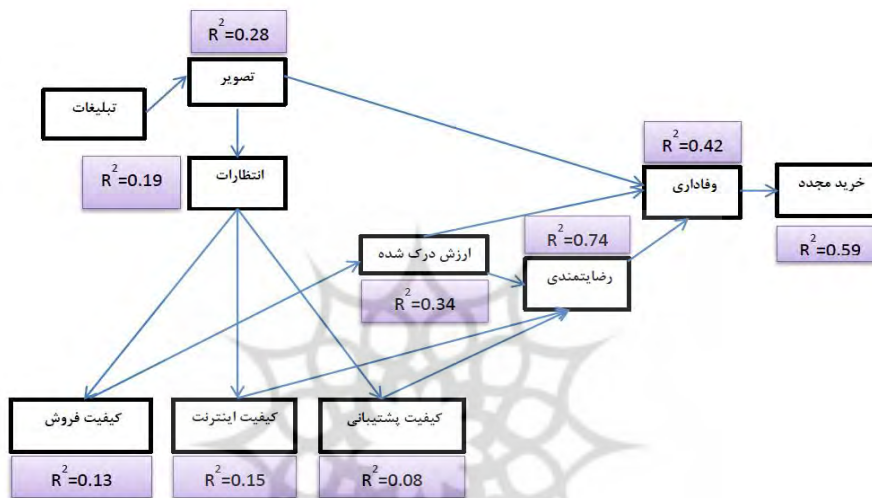 R²=0.28
تصویر
تبلیغات
R²=0.42
R²=0.19
انتظارات
وفاداری
خرید مجدد
R²=0.74
R²=0.59
ارزش درک شده
رضایتمندی
R²=0.34
کیفیت فروش
کیفیت اینترنت
کیفیت پشتیبانی
R²=0.13
R²=0.15
R²=0.08